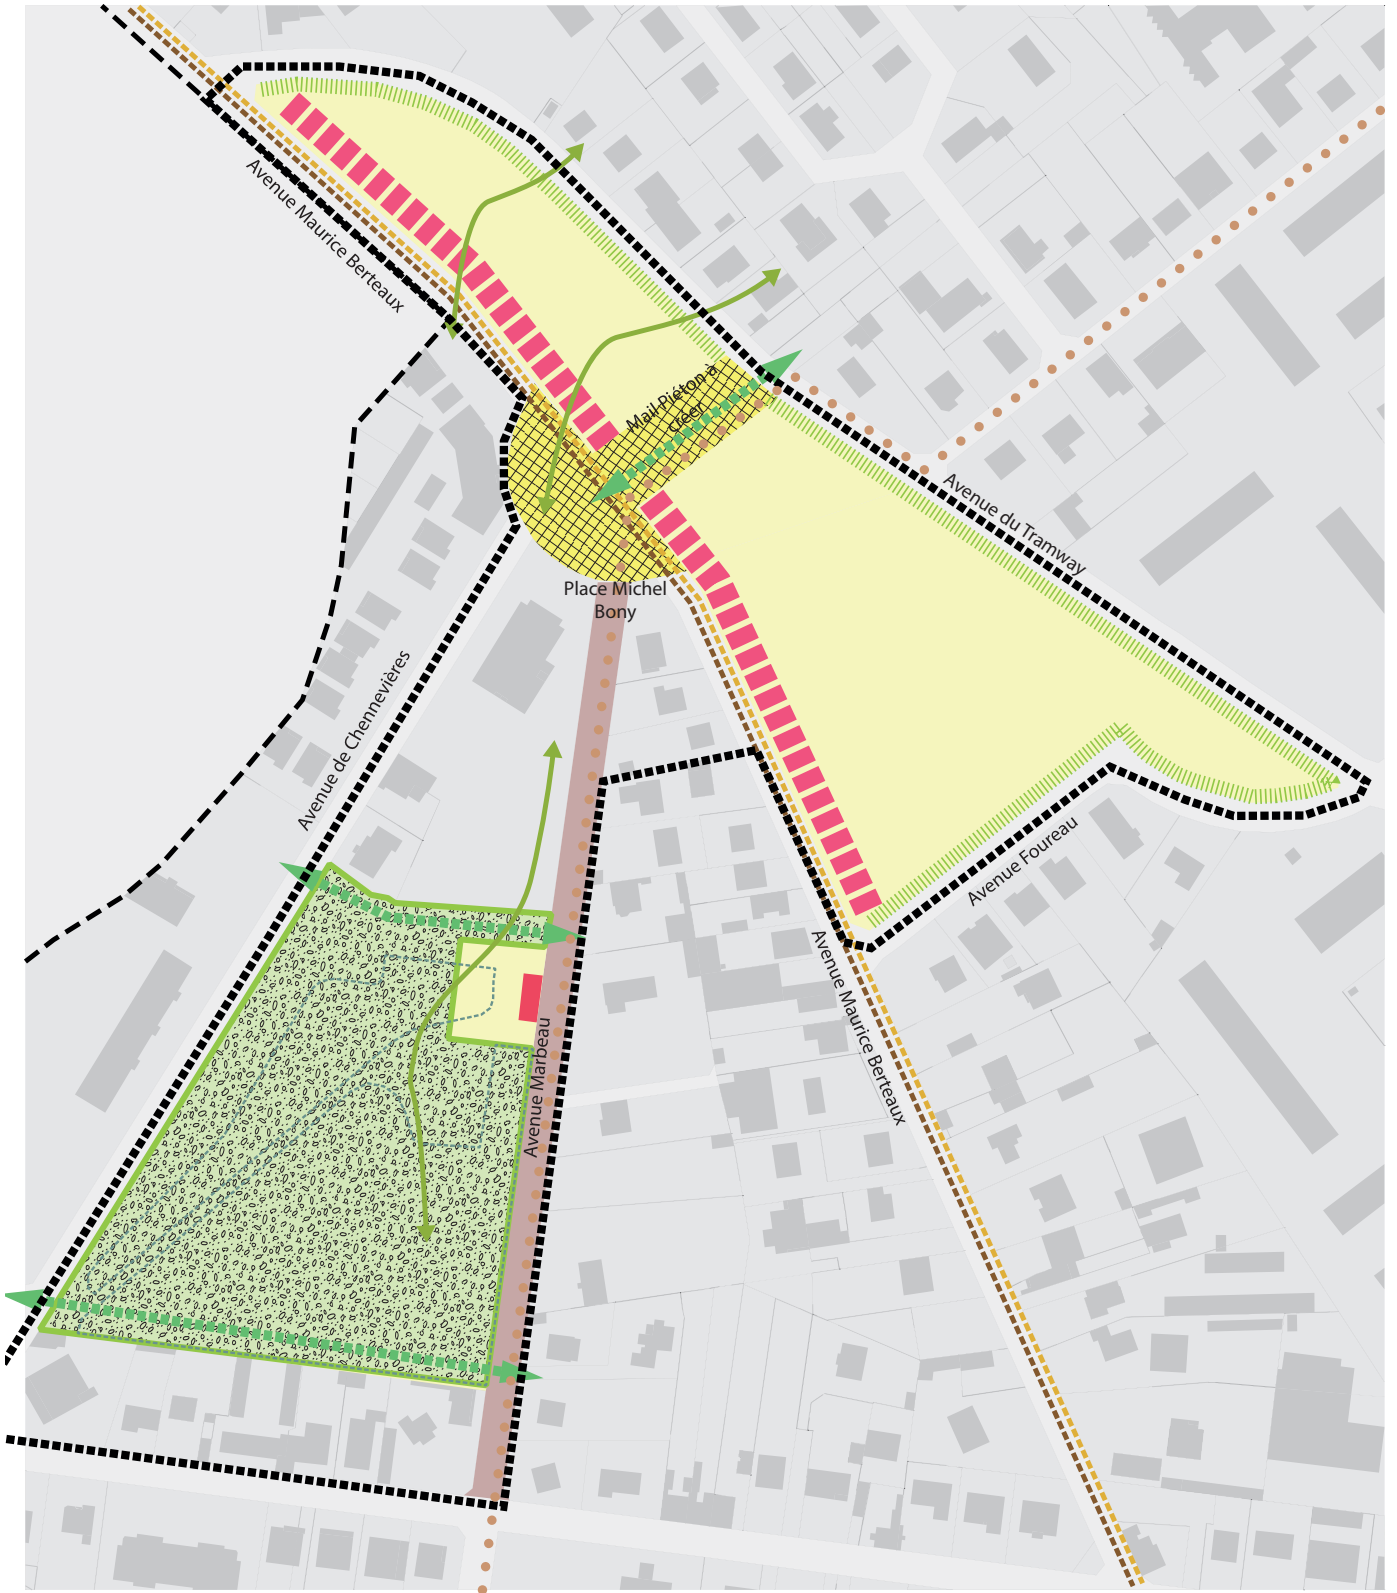 Avenue Maurice Berteaux
Mail Piéton à
créer
Avenue du Tramway
Place Michel
Bony
Avenue de Chennevières
Avenue Foureau
Avenue Maurice Berteaux
Avenue Marbeau